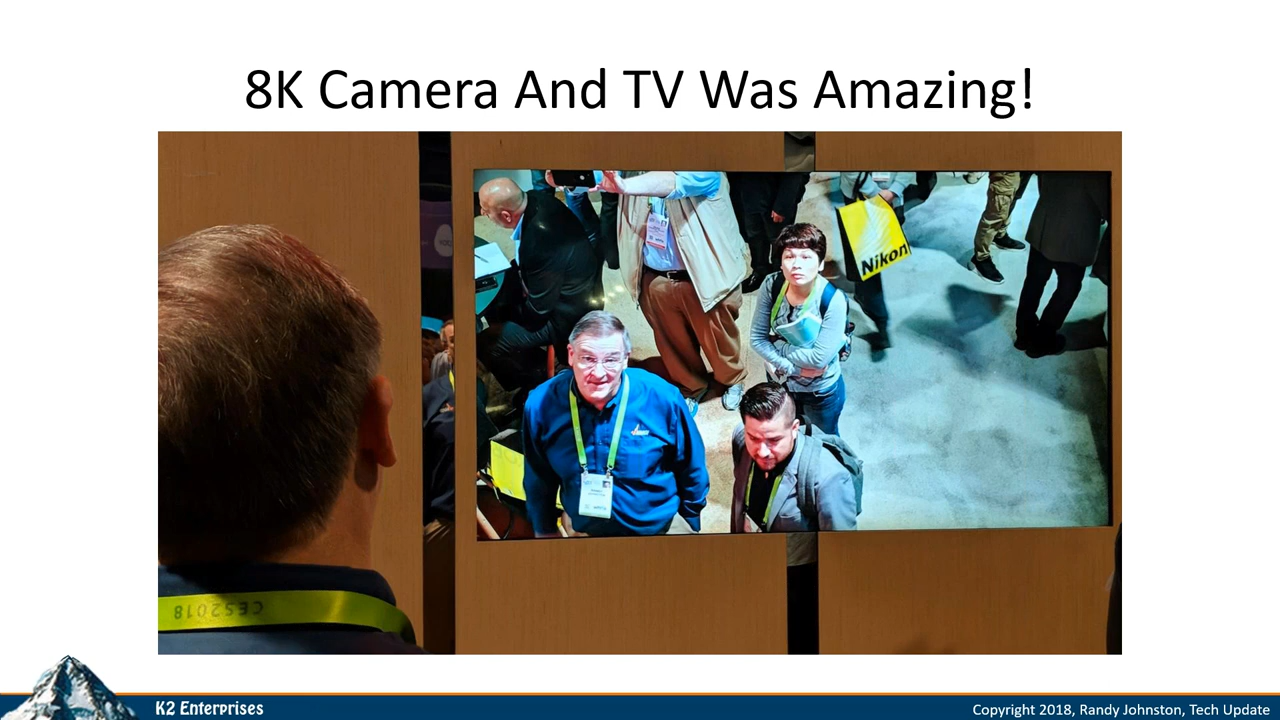 8K Camera And TV Was Amazing!
Nikon
CES2018
K2 Enterprises
Copyright 2018, Randy Johnston, Tech Update